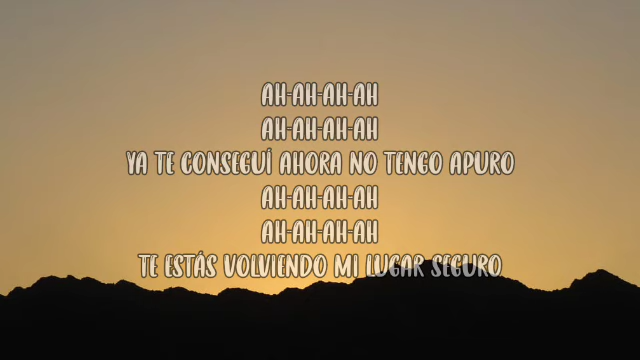 AH-AH-AH-AH
AH-AH-AH-AH
YA TE CONSEGUÍ AHORA NO TENGO APURO
AH-AH-AH-AH
AH-AH-AH-AH
TE ESTÁS VOLVIENDO MI LUGAR SEGURO